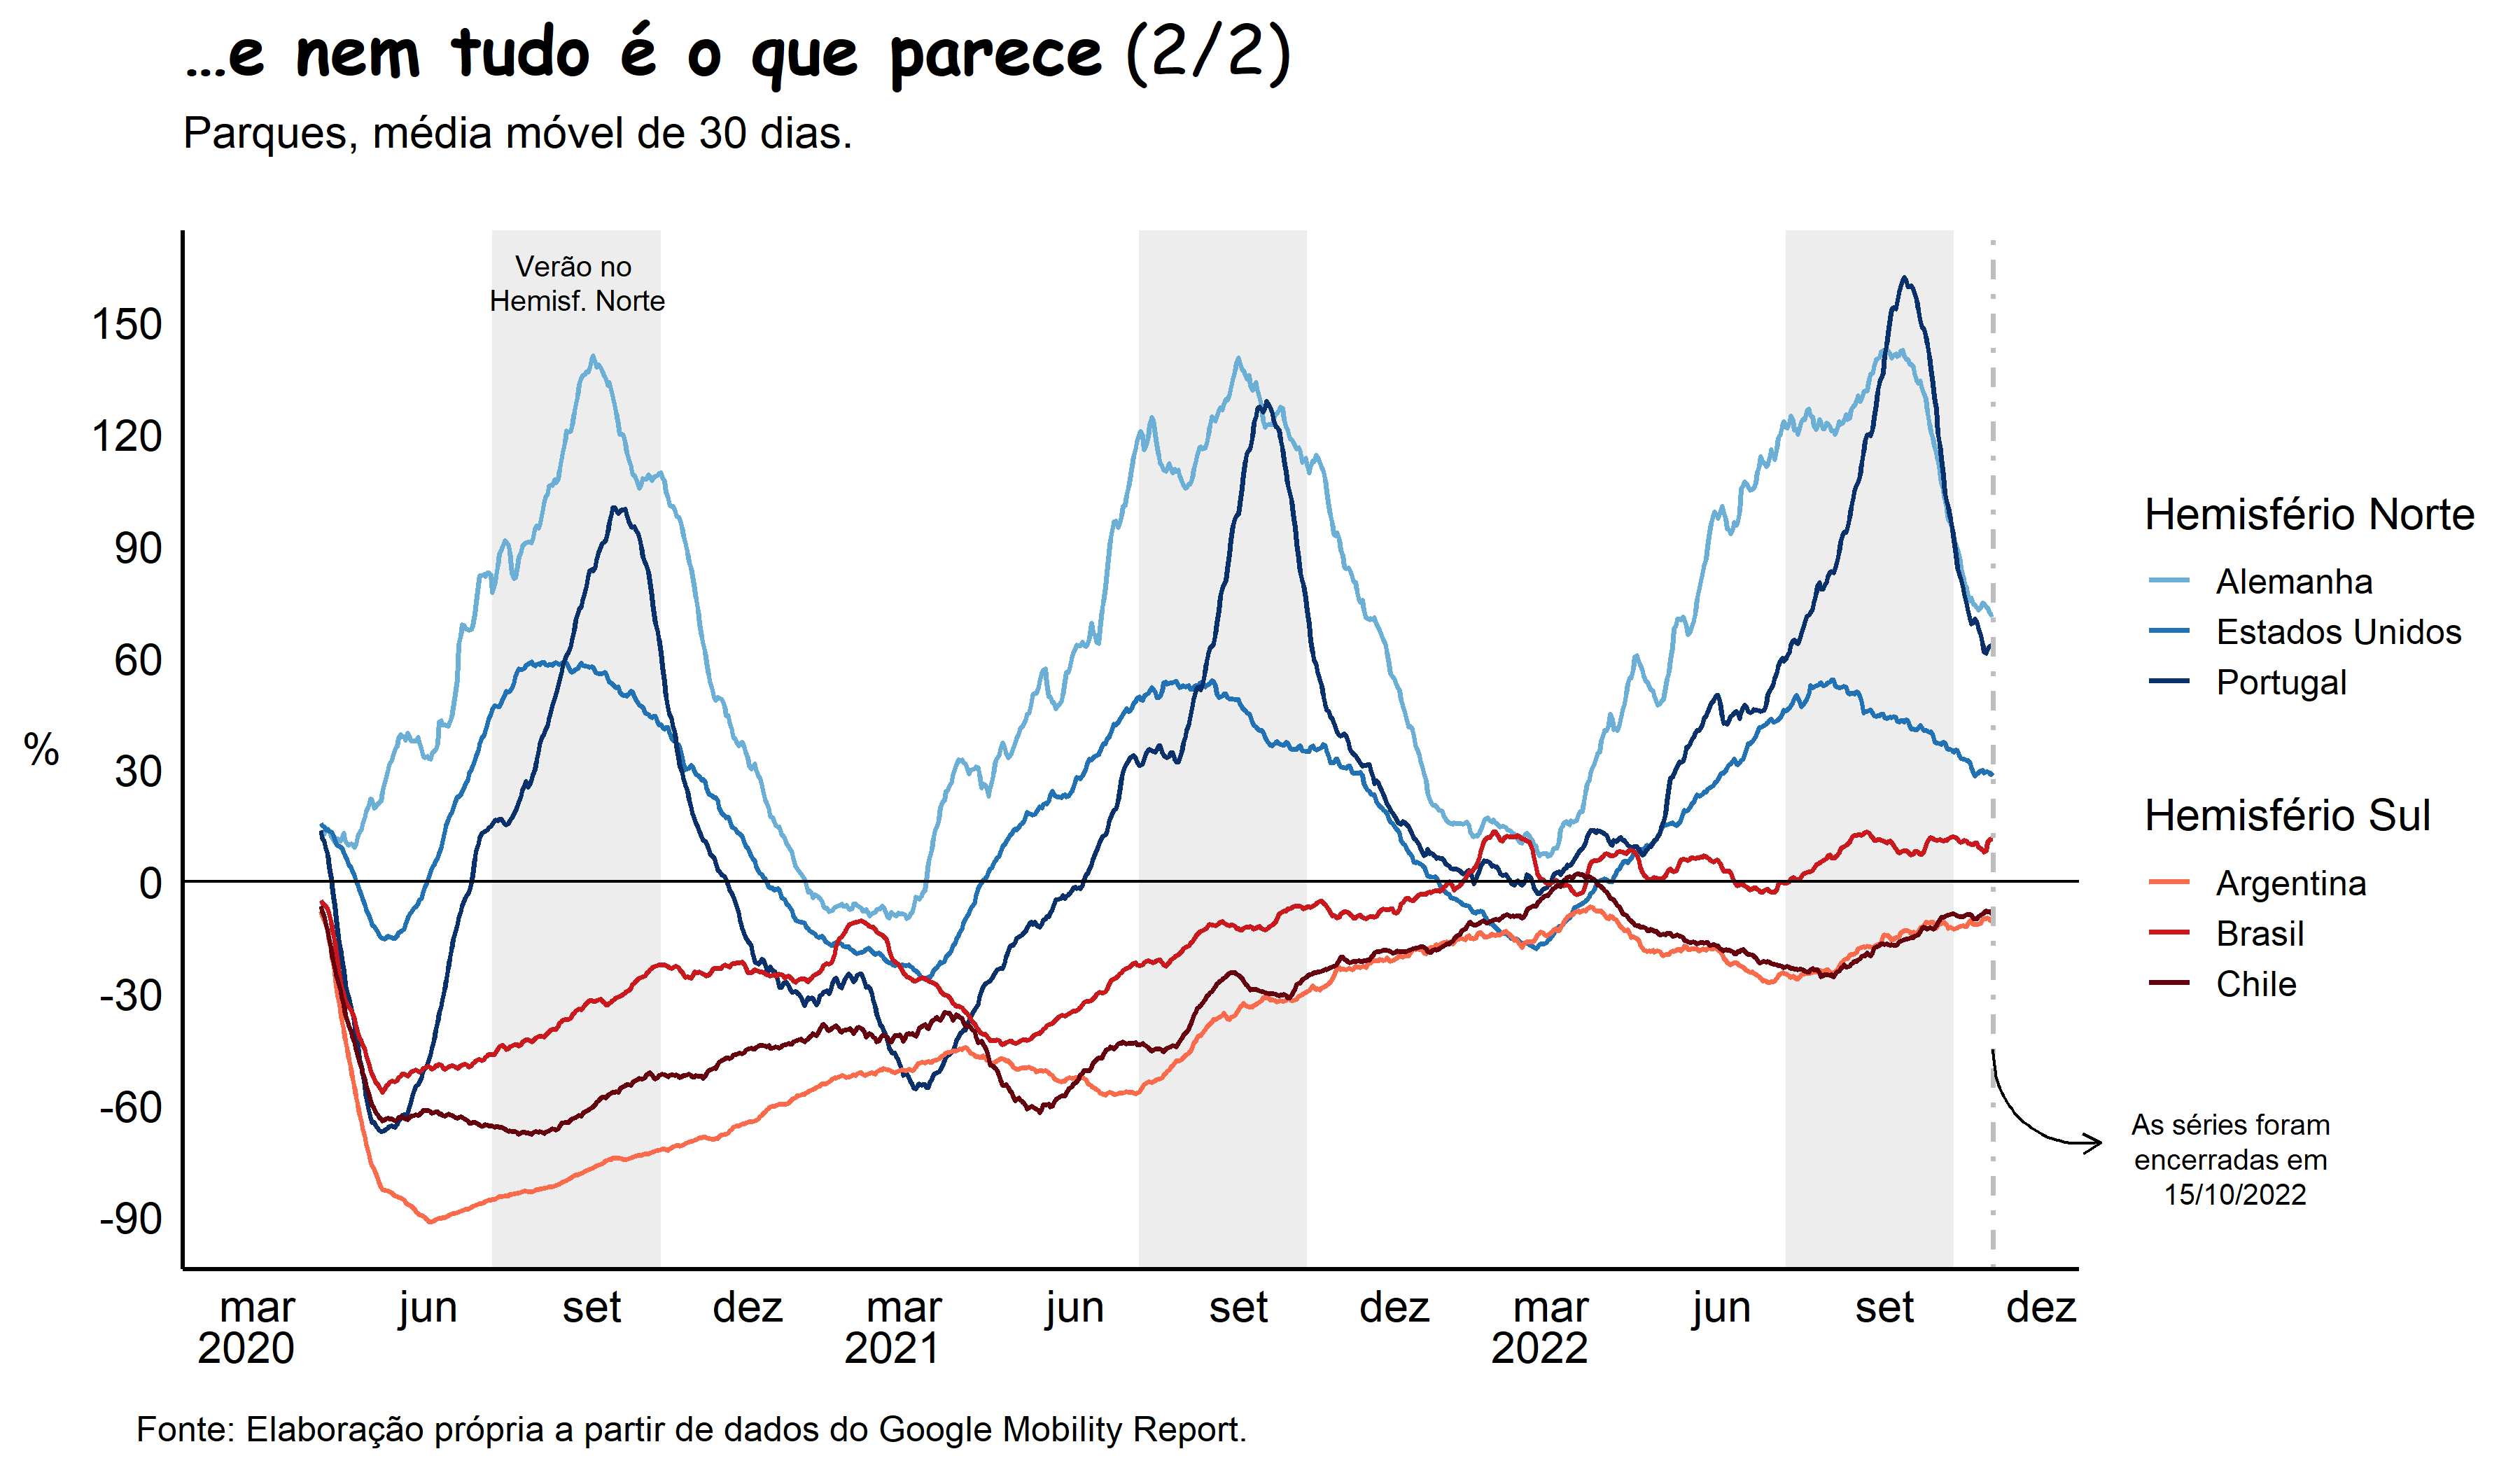 ...e nem tudo é o que parece (2/2)
Parques, média móvel de 30 dias.
Verão no
Hemisf. Norte
150
120
90
60
30
0
-30
-60
-90
%
mar jun set dez mar jun set dez mar jun set dez
2020 2021 2022
Hemisfério Norte
Alemanha
Estados Unidos
Portugal
Hemisfério Sul
Argentina
Brasil
Chile
As séries foram
encerradas em
15/10/2022
Fonte: Elaboração própria a partir de dados do Google Mobility Report.